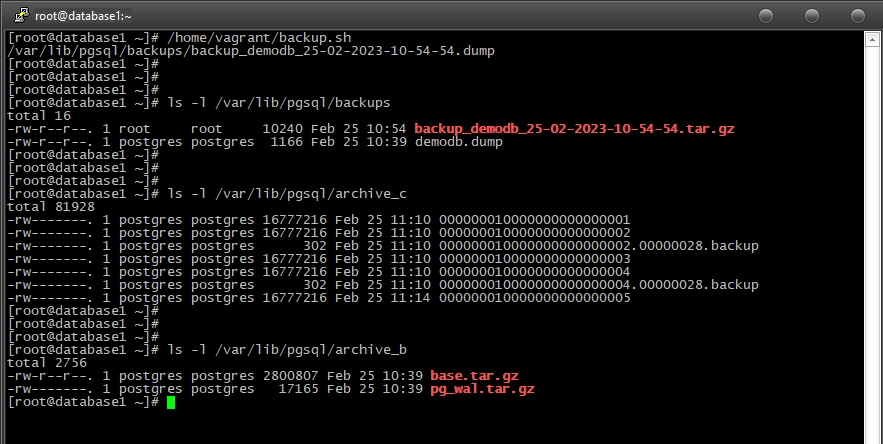 root@database1:~
[root@database1 ~]# /home/vagrant/backup.sh
/var/lib/pgsql/backups/backup_demodb_25-02-2023-10-54-54.dump
[root@database1 ~]#
[root@database1 ~]#
[root@database1 ~]#
[root@database1 ~]# ls -l /var/lib/pgsql/backups
total 16
-rw-r--r--. 1 root     root     10240 Feb 25 10:54 backup_demodb_25-02-2023-10-54-54.tar.gz
-rw-r--r--. 1 postgres postgres  1166 Feb 25 10:39 demodb.dump
[root@database1 ~]#
[root@database1 ~]#
[root@database1 ~]#
[root@database1 ~]# ls -l /var/lib/pgsql/archive_c
total 81928
-rw-------. 1 postgres postgres 16777216 Feb 25 11:10 000000010000000000000001
-rw-------. 1 postgres postgres 16777216 Feb 25 11:10 000000010000000000000002
-rw-------. 1 postgres postgres      302 Feb 25 11:10 000000010000000000000002.00000028.backup
-rw-------. 1 postgres postgres 16777216 Feb 25 11:10 000000010000000000000003
-rw-------. 1 postgres postgres 16777216 Feb 25 11:10 000000010000000000000004
-rw-------. 1 postgres postgres      302 Feb 25 11:10 000000010000000000000004.00000028.backup
-rw-------. 1 postgres postgres 16777216 Feb 25 11:14 000000010000000000000005
[root@database1 ~]#
[root@database1 ~]#
[root@database1 ~]#
[root@database1 ~]# ls -l /var/lib/pgsql/archive_b
total 2756
-rw-r--r--. 1 postgres postgres 2800807 Feb 25 10:39 base.tar.gz
-rw-------. 1 postgres postgres   17165 Feb 25 10:39 pg_wal.tar.gz
[root@database1 ~]#